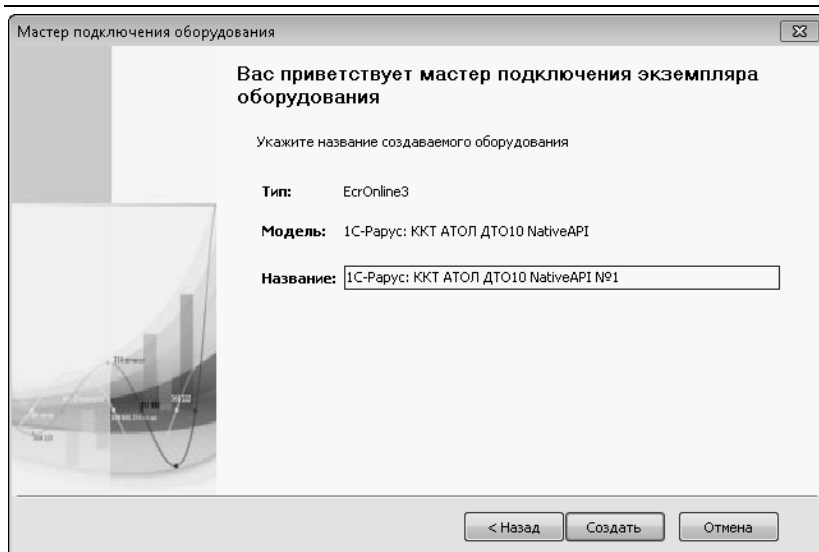 Мастер подключения оборудования
Вас приветствует мастер подключения экземпляра
оборудования
Укажите название создаваемого оборудования
Тип: EcrOnline3
Модель: 1С-Рарус: ККТ АТОЛ ДТО10 NativeAPI
Название: 1С-Рарус: ККТ АТОЛ ДТО10 NativeAPI №1
< Назад Создать Отмена